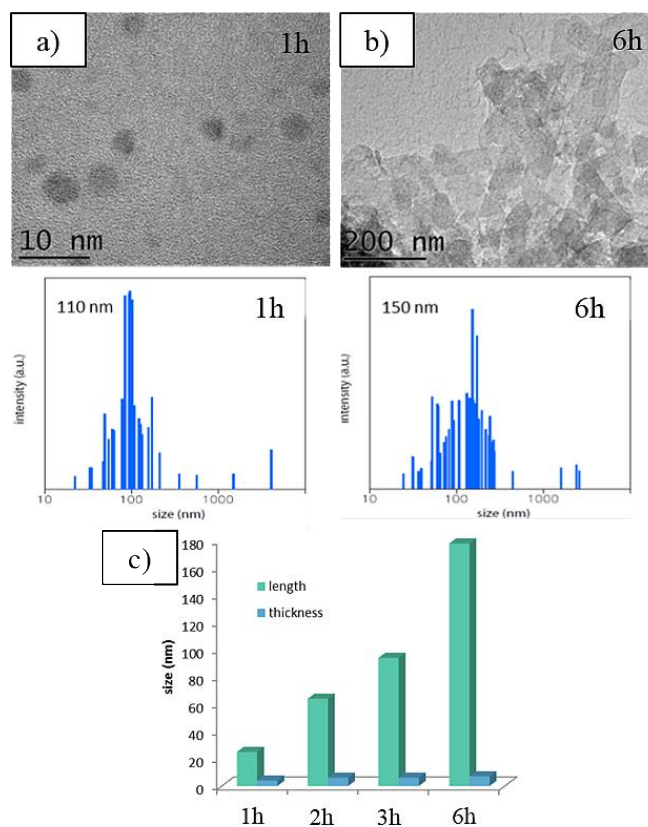 a)
1h
10 nm
b)
6h
200 nm
110 nm
1h
intensity (a.u.)
10
100
1000
size (nm)
150 nm
6h
intensity (a.u.)
10
100
1000
size (nm)
c)
180
160
140
120
100
80
60
40
20
0
size (nm)
length
thickness
1h
2h
3h
6h